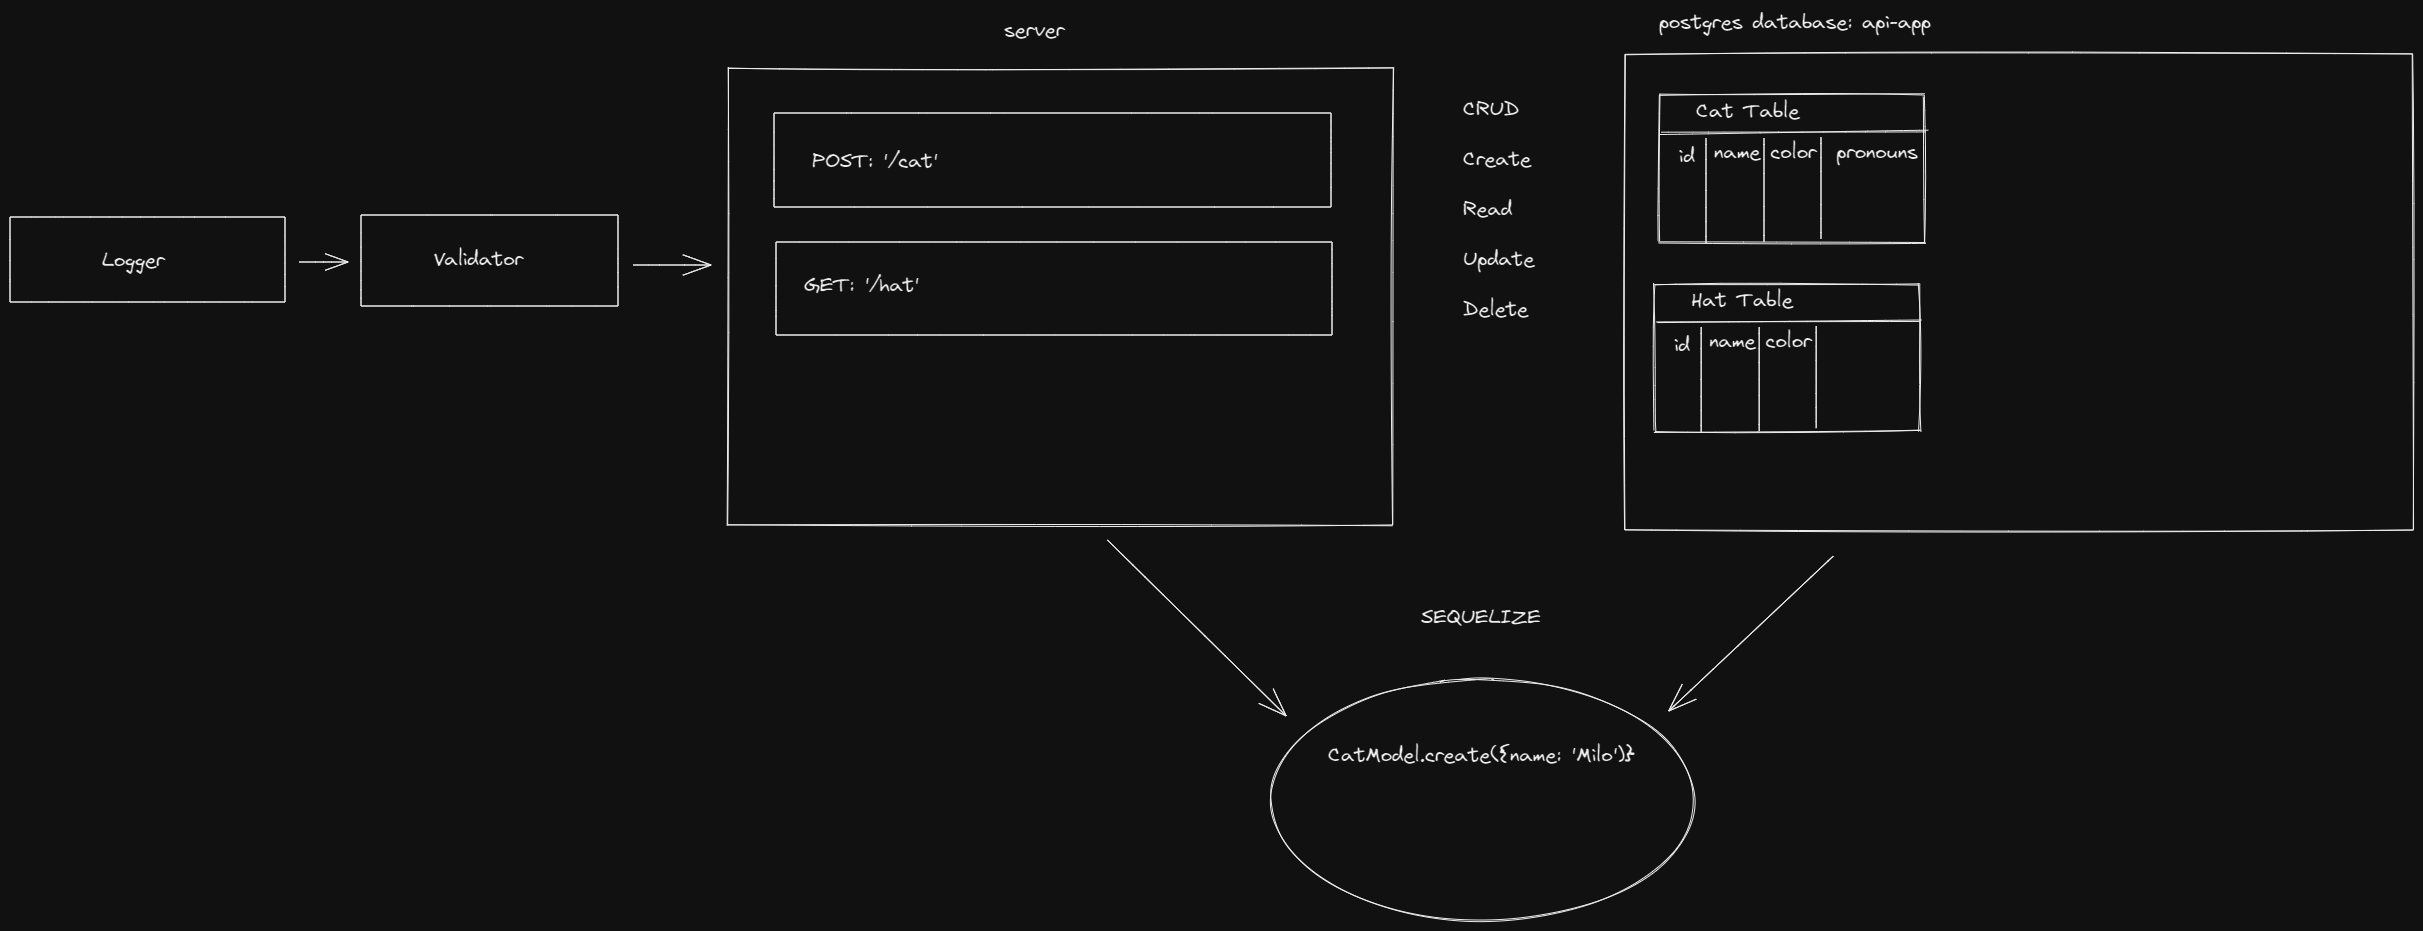 server
postgres database: api-app
Logger
Validator
POST: '/cat'
GET: '/hat'
CRUD
Create
Read
Update
Delete
Cat Table
id name color pronouns
Hat Table
id name color
SEQUELIZE
CatModel.create({name: 'Milo')}